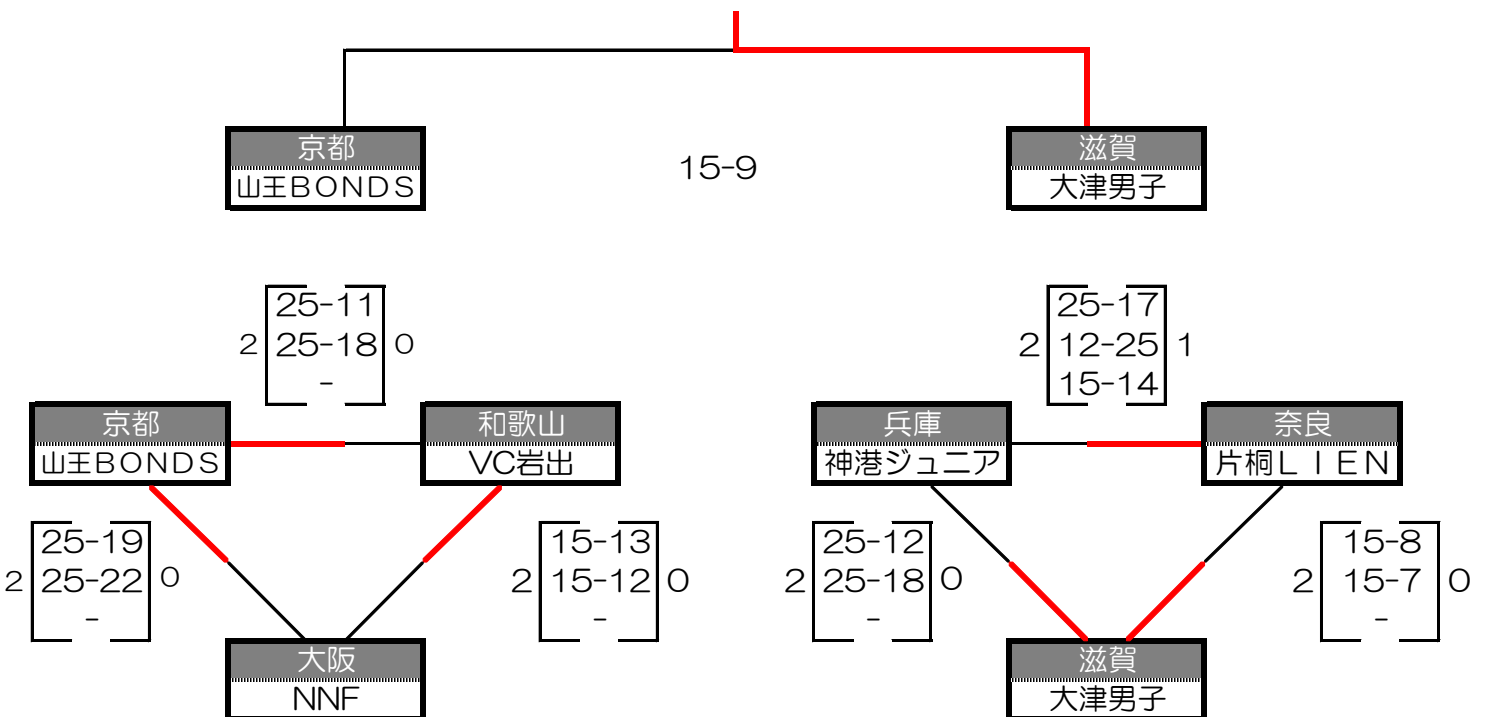 京都
山王BONDS
15-9
滋賀
大津男子
25-11
2 25-18 0
-
25-17
2 12-25 1
15-14
京都
山王BONDS
和歌山
VC岩出
兵庫
神港ジュニア
奈良
片桐LIEN
25-19
2 25-22 0
-
15-13
2 15-12 0
-
25-12
2 25-18 0
-
15-8
2 15-7 0
-
大阪
NNF
滋賀
大津男子